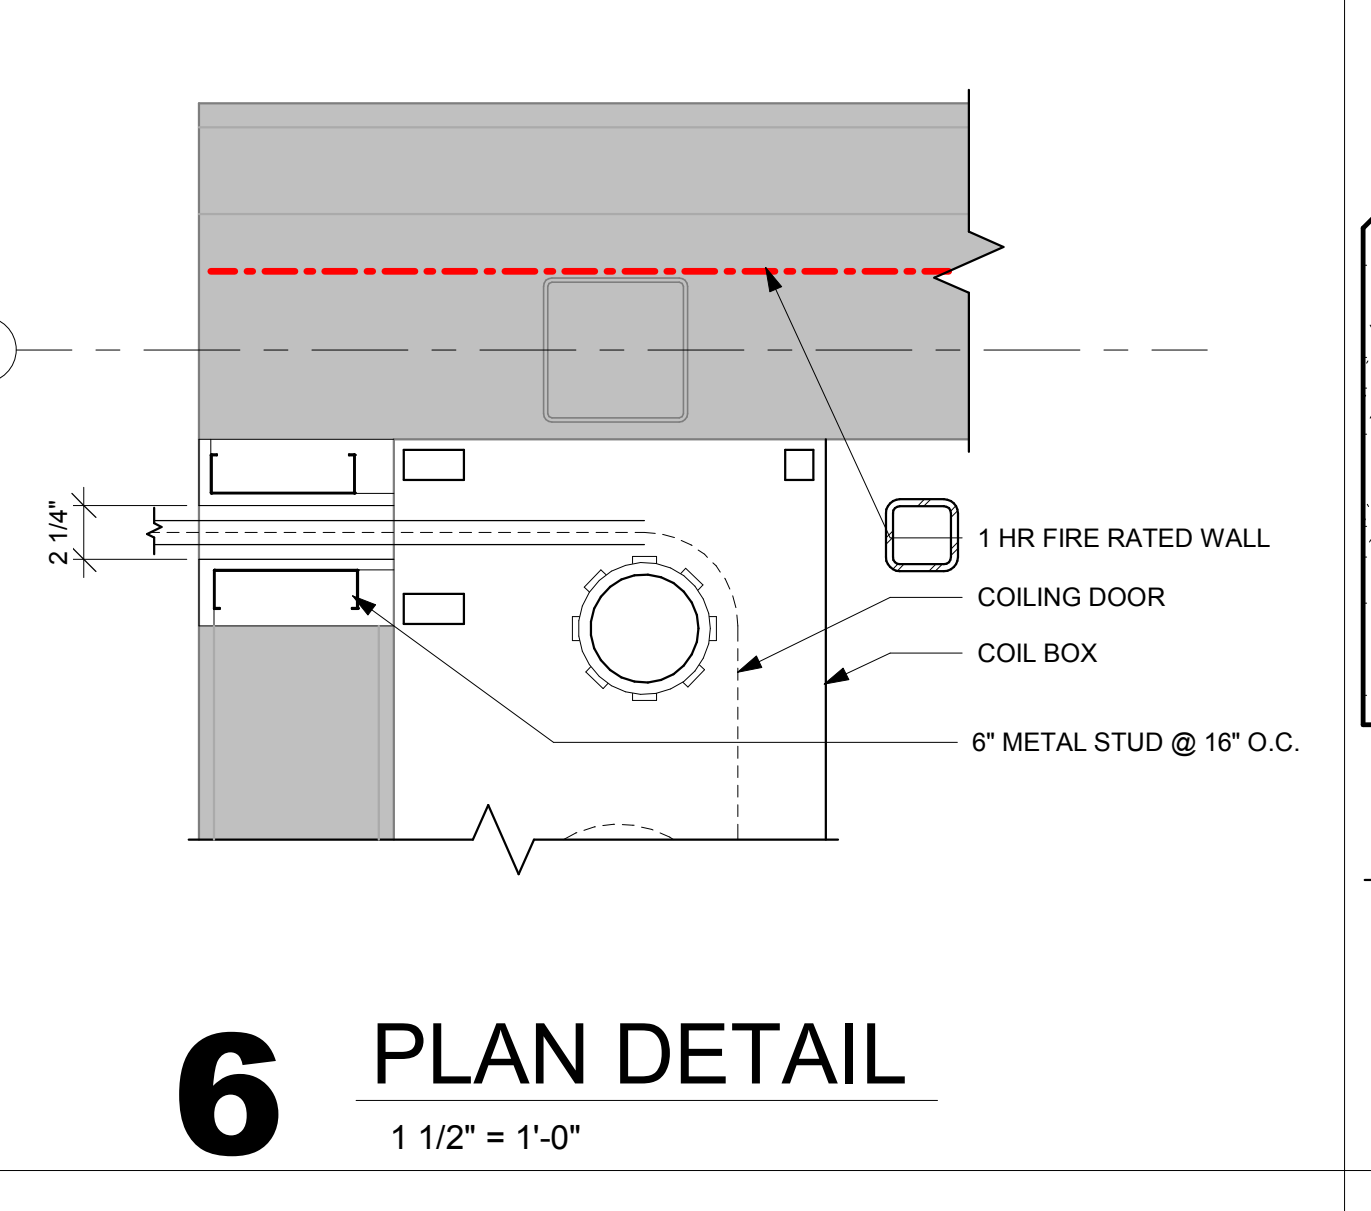 2 1/4"
1 HR FIRE RATED WALL
COILING DOOR
COIL BOX
6" METAL STUD @ 16" O.C.
6
PLAN DETAIL
1 1/2" = 1'-0"